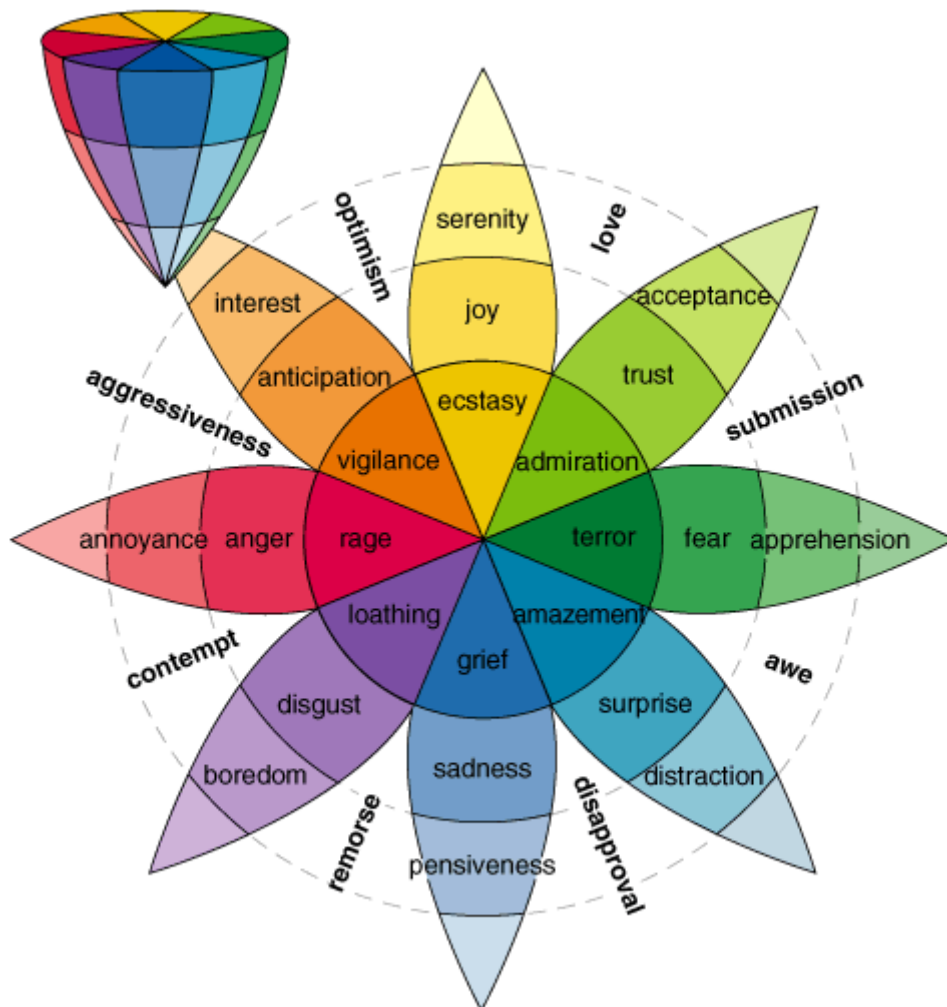 optimism
serenity
love
interest
joy
acceptance
anticipation
trust
aggressiveness
ecstasy
submission
vigilance
admiration
annoyance
anger
rage
terror
fear
apprehension
loathing
amazement
contempt
grief
awe
disgust
surprise
boredom
sadness
distraction
remorse
disapproval
pensiveness